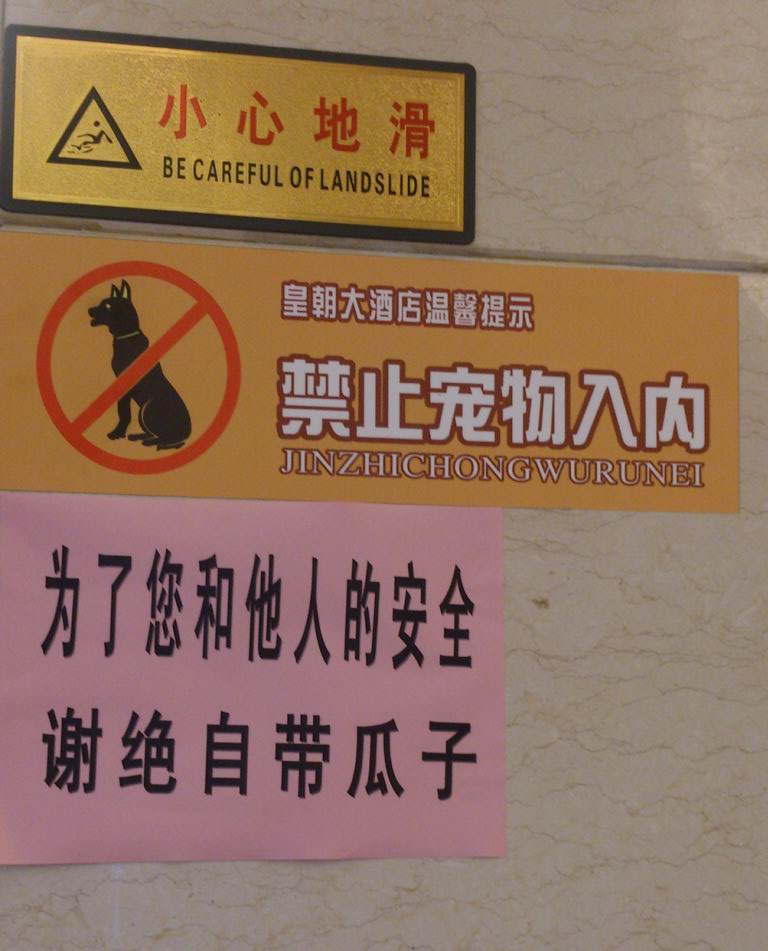 小心地滑
BE CAREFUL OF LANDSLIDE
皇朝大酒店温馨提示
禁止宠物入内
JINZHICHONGWURUNEI
为了您和他人的安全
谢绝自带瓜子